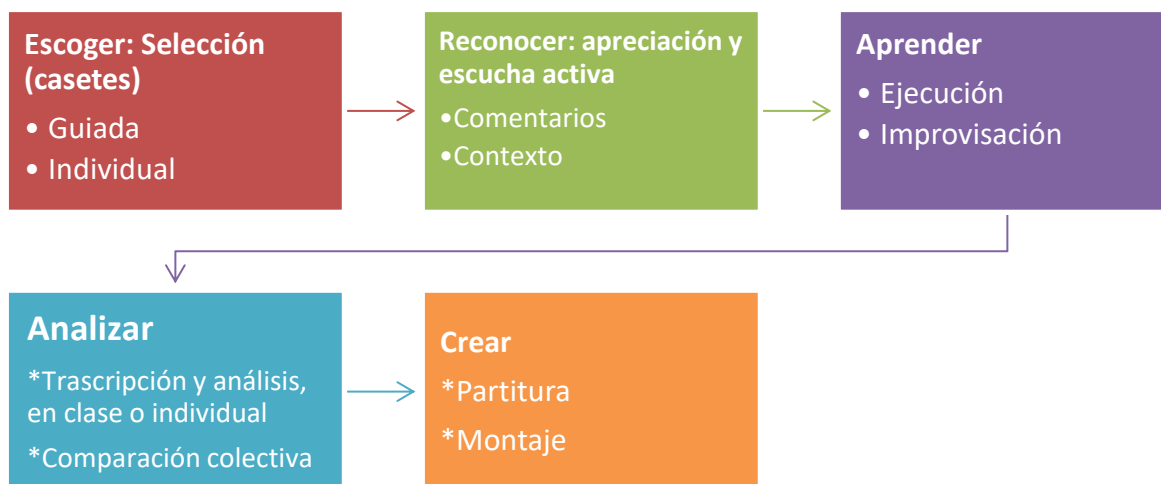 Escoger: Selección
(casetes)
• Guiada
• Individual
Reconocer: apreciación y
escucha activa
•Comentarios
•Contexto
Aprender
• Ejecución
• Improvisación
Analizar
*Trascripción y análisis,
en clase o individual
*Comparación colectiva
Crear
*Partitura
*Montaje